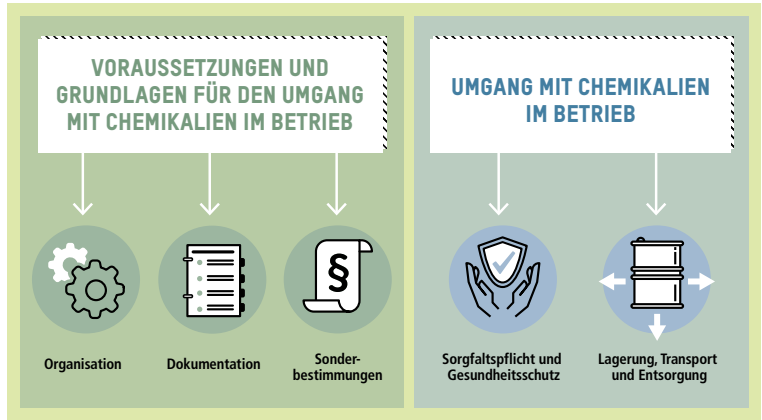 VORAUSSETZUNGEN UND
GRUNDLAGEN FÜR DEN UMGANG
MIT CHEMIKALIEN IM BETRIEB
Organisation
Dokumentation
§
Sonder-
bestimmungen
UMGANG MIT CHEMIKALIEN
IM BETRIEB
Sorgfaltspflicht und
Gesundheitsschutz
Lagerung, Transport
und Entsorgung